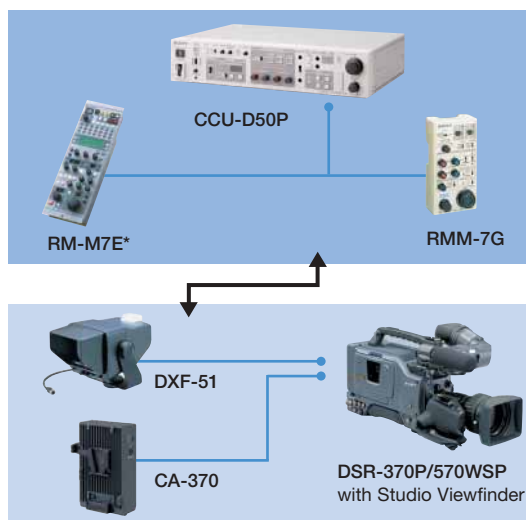 CCU-D50P
RM-M7E*
RMM-7G
DXF-51
CA-370
DSR-370P/570WSP
with Studio Viewfinder